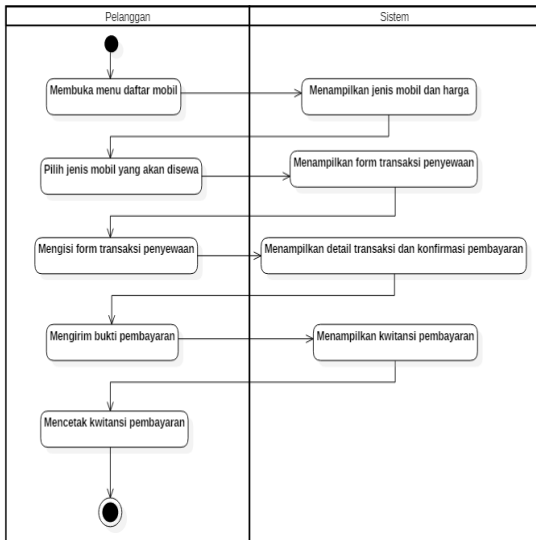 Pelanggan
Sistem
Membuka menu daftar mobil
Menampilkan jenis mobil dan harga
Pilih jenis mobil yang akan disewa
Menampilkan form transaksi penyewaan
Mengisi form transaksi penyewaan
Menampilkan detail transaksi dan konfirmasi pembayaran
Mengirim bukti pembayaran
Menampilkan kwitansi pembayaran
Mencetak kwitansi pembayaran